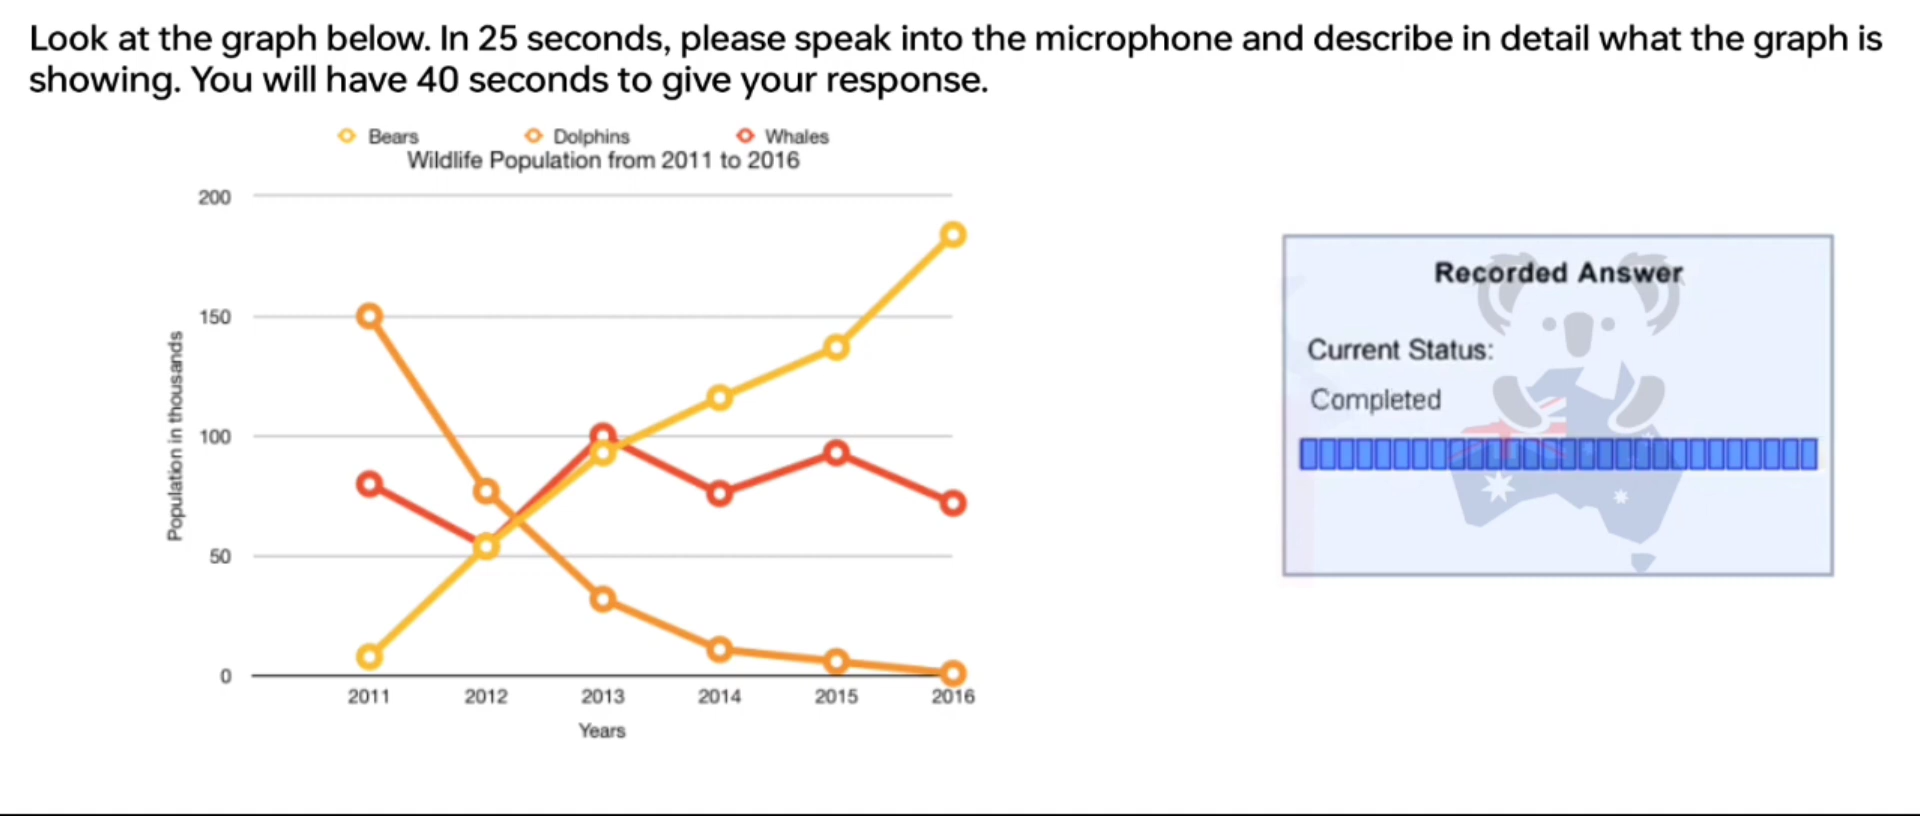 Look at the graph below. In 25 seconds, please speak into the microphone and describe in detail what the graph is
showing. You will have 40 seconds to give your response.
Bears Dolphins Whales
Wildlife Population from 2011 to 2016
200
150
100
50
0
Population in thousands
2011 2012 2013 2014 2015 2016
Years
Recorded Answer
Current Status:
Completed